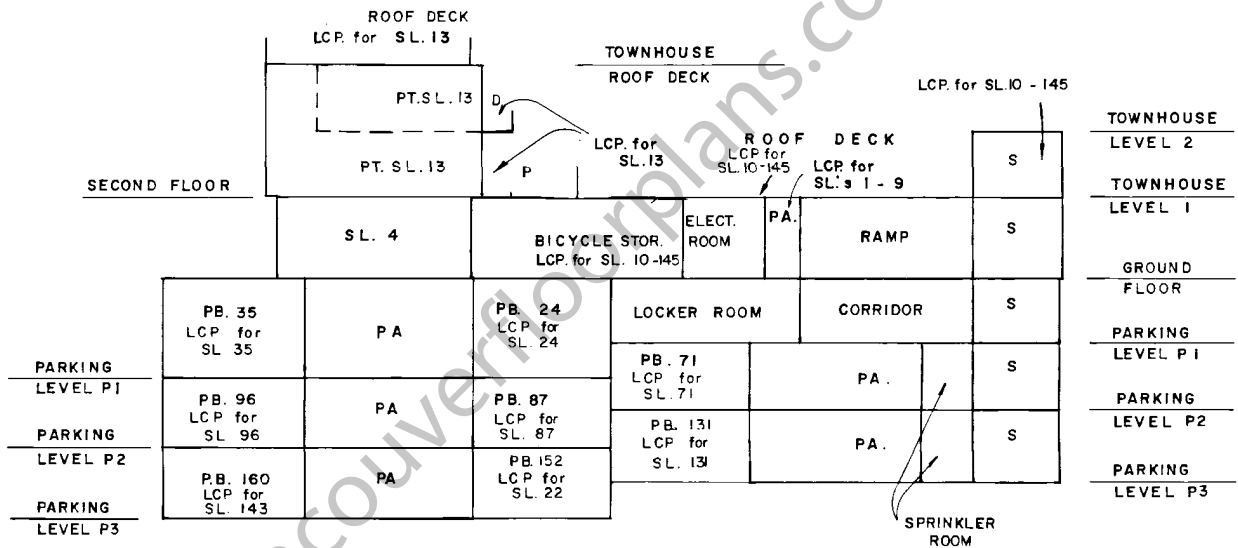 ROOF DECK
LCP. for SL. 13
TOWNHOUSE
ROOF DECK
PT. SL. 13
D
PT. SL. 13
P
LCP. for
SL. 13
ROOF DECK
LCP for
SL. 10-145
LCP. for
SL.'s 1 - 9
LCP. for SL. 10 - 145
S
TOWNHOUSE
LEVEL 2
SECOND FLOOR
TOWNHOUSE
LEVEL 1
SL. 4
BICYCLE STOR.
LCP. for SL. 10-145
ELECT.
ROOM
PA.
RAMP
S
GROUND
FLOOR
PB. 35
LCP for
SL 35
PA
PB. 24
LCP for
SL. 24
LOCKER ROOM
CORRIDOR
S
PARKING
LEVEL P1
PARKING
LEVEL P1
PB. 71
LCP for
SL. 71
PA.
S
PARKING
LEVEL P2
PB. 96
LCP for
SL 96
PA
PB. 87
LCP for
SL. 87
PARKING
LEVEL P2
PB. 131
LCP for
SL. 131
PA.
S
PARKING
LEVEL P3
P.B. 160
LCP for
SL. 143
PA
PB. 152
LCP for
SL. 22
PARKING
LEVEL P3
SPRINKLER
ROOM
couverfloorplans.co